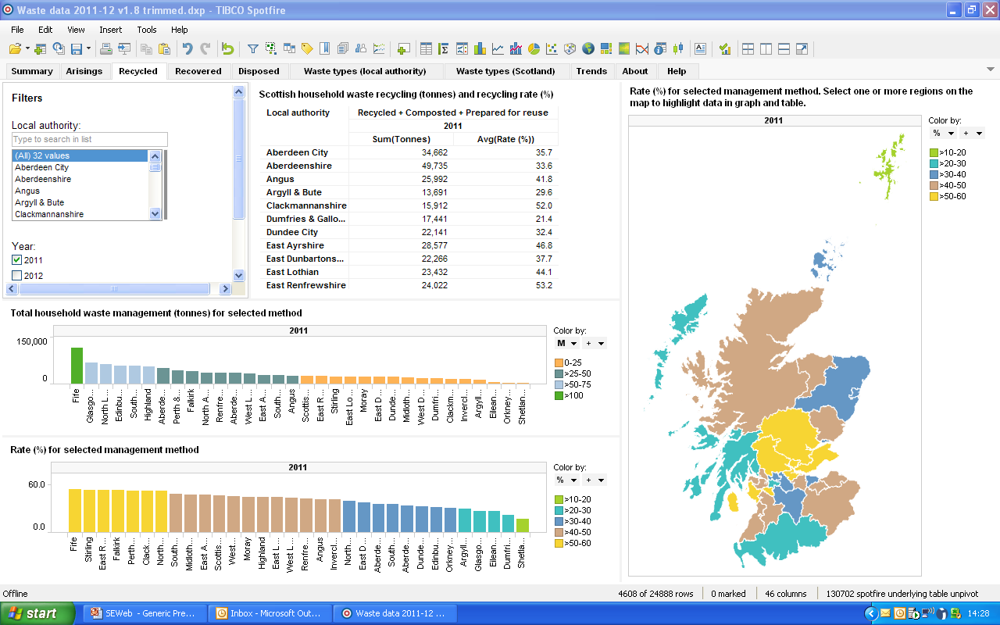 Waste data 2011-12 v1.8 trimmed.dxp - TIBCO Spotfire
File Edit View Insert Tools Help
Summary Arisings Recycled Recovered Disposed Waste types (local authority) Waste types (Scotland) Trends About Help
Filters
Local authority:
Type to search in list
(All) 32 values
Aberdeen City
Aberdeenshire
Angus
Argyll & Bute
Clackmannanshire
Year:
2011
2012
Scottish household waste recycling (tonnes) and recycling rate (%)
Local authority Recycled + Composted + Prepared for reuse
2011
Sum(Tonnes) Avg(Rate (%))
Aberdeen City 34,662 35.7
Aberdeenshire 49,735 33.6
Angus 25,992 41.8
Argyll & Bute 13,691 29.6
Clackmannanshire 15,912 52.0
Dumfries & Gallo... 17,441 21.4
Dundee City 22,141 32.4
East Ayrshire 28,577 46.8
East Dunbartons... 22,266 37.7
East Lothian 23,432 44.1
East Renfrewshire 24,022 53.2
Total household waste management (tonnes) for selected method
2011
150,000
0
Fife Glasgo... North L... Edinbu... South... Highland Aberde... Perth &... Falkirk North A... Renfre... Aberde... West L... East A... South... Angus Scottis... East R... Stirling East Lo... Moray East D... Dunde... Midloth... West D... Dumfri... Clackm... Invercl... Argyll... Eilean... Orkney... Shetlan...
Color by:
M +
0-25
>25-50
>50-75
>100
Rate (%) for selected management method
2011
60.0
0.0
Fife Stirling East R... Falkirk Perth... Clack... North... South... Midl... East A... Scottis... West... Moray Highland East L... West L... Renfre... Angus Invercl... North... East D... Aberde... South... Aberde... Dunde... Edinbu... Orkney... Argyll... Glasgo... Eilean... Dumfri... Shetla...
Color by:
% +
>10-20
>20-30
>30-40
>40-50
>50-60
Rate (%) for selected management method. Select one or more regions on the
map to highlight data in graph and table.
2011
Color by:
% +
>10-20
>20-30
>30-40
>40-50
>50-60
Offline 4608 of 24888 rows 0 marked 46 columns 130702 spotfire underlying table unpivot
start SEWeb - Generic Pre... Inbox - Microsoft Out... Waste data 2011-12 ... 14:28